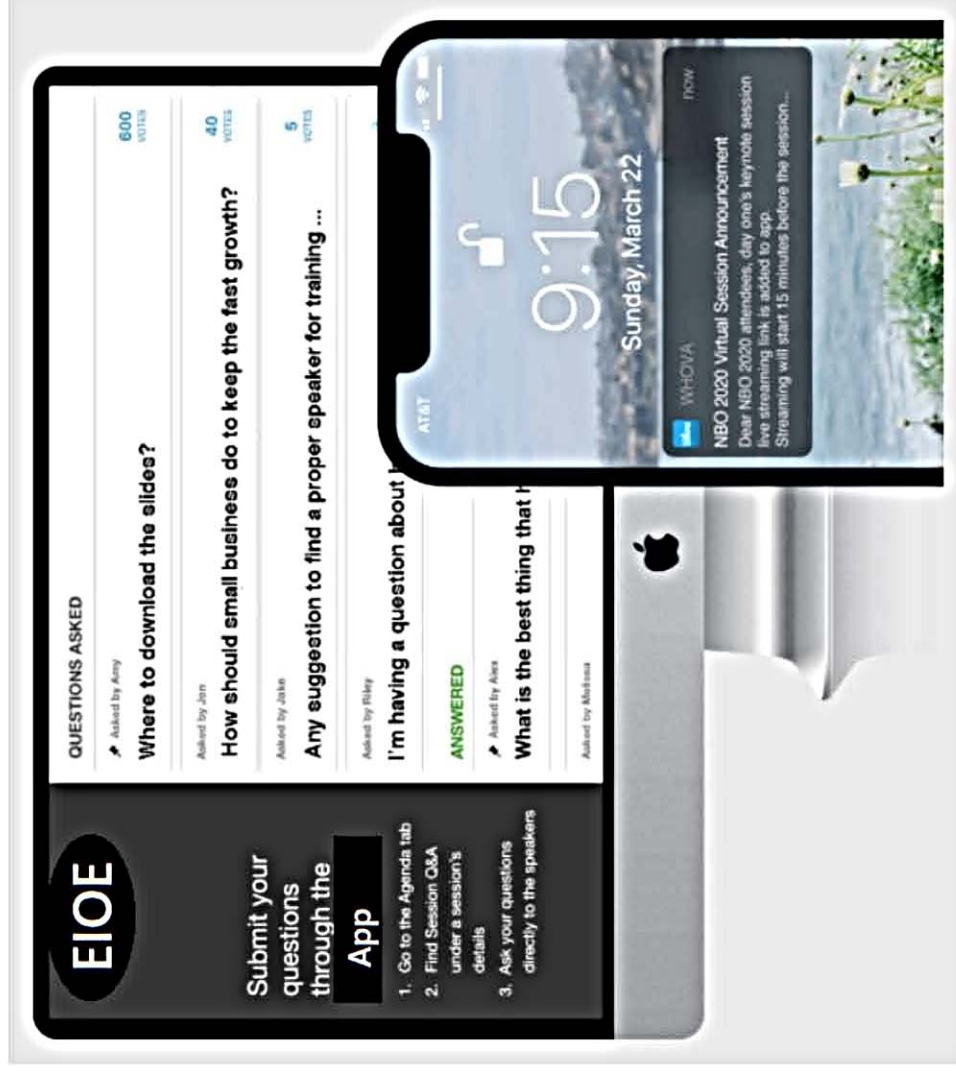 EIOE
Submit your
questions
through the
App
1. Go to the Agenda tab
2. Find Session Q&A
under a session's
details
3. Ask your questions
directly to the speakers
QUESTIONS ASKED
Asked by Amy
Where to download the slides?
600
VOTES
Asked by Jon
How should small business do to keep the fast growth?
40
VOTES
Asked by Jake
Any suggestion to find a proper speaker for training ...
5
VOTES
Asked by Riley
I'm having a question about
ANSWERED
Asked by Alex
What is the best thing that
Asked by Melissa
AT&T
9:15
Sunday, March 22
WHOVA
now
NBO 2020 Virtual Session Announcement
Dear NBO 2020 attendees, day one's keynote session
live streaming link is added to app.
Streaming will start 15 minutes before the session...